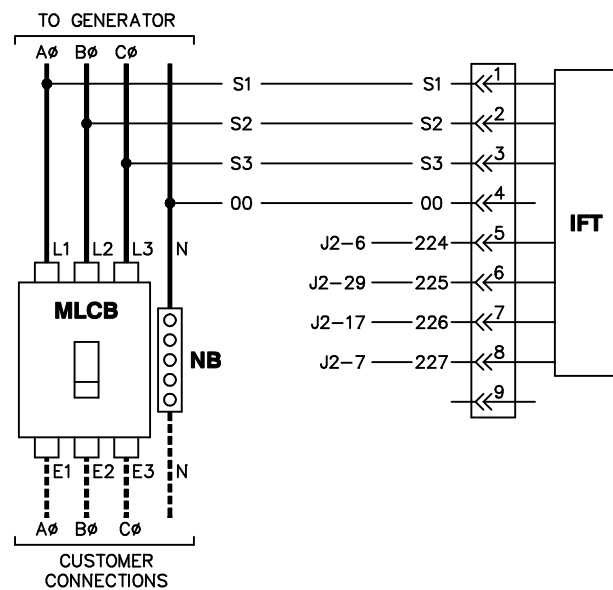 TO GENERATOR
AØ BØ CØ
S1 S1 1
S2 S2 2
S3 S3 3
00 00 4
IFT
L1 L2 L3 N
J2-6 224 5
J2-29 225 6
MLCB
J2-17 226 7
NB
J2-7 227 8
9
E1 E2 E3 N
AØ BØ CØ
CUSTOMER
CONNECTIONS